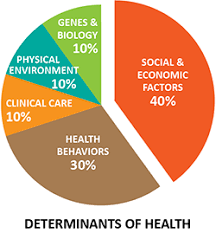 GENES &
BIOLOGY
10%
PHYSICAL
ENVIRONMENT
10%
CLINICAL CARE
10%
HEALTH
BEHAVIORS
30%
SOCIAL &
ECONOMIC
FACTORS
40%
DETERMINANTS OF HEALTH